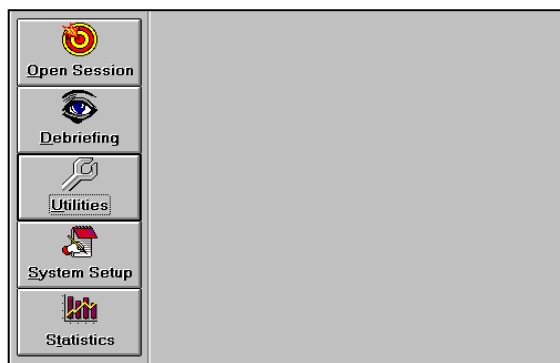 Open Session
Debriefing
Utilities
System Setup
Statistics